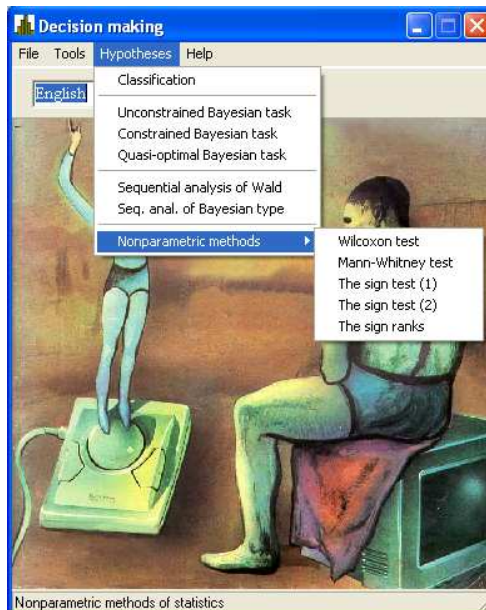 Decision making
File Tools Hypotheses Help
English
Classification
Unconstrained Bayesian task
Constrained Bayesian task
Quasi-optimal Bayesian task
Sequential analysis of Wald
Seq. anal. of Bayesian type
Nonparametric methods
Wilcoxon test
Mann-Whitney test
The sign test (1)
The sign test (2)
The sign ranks
Nonparametric methods of statistics